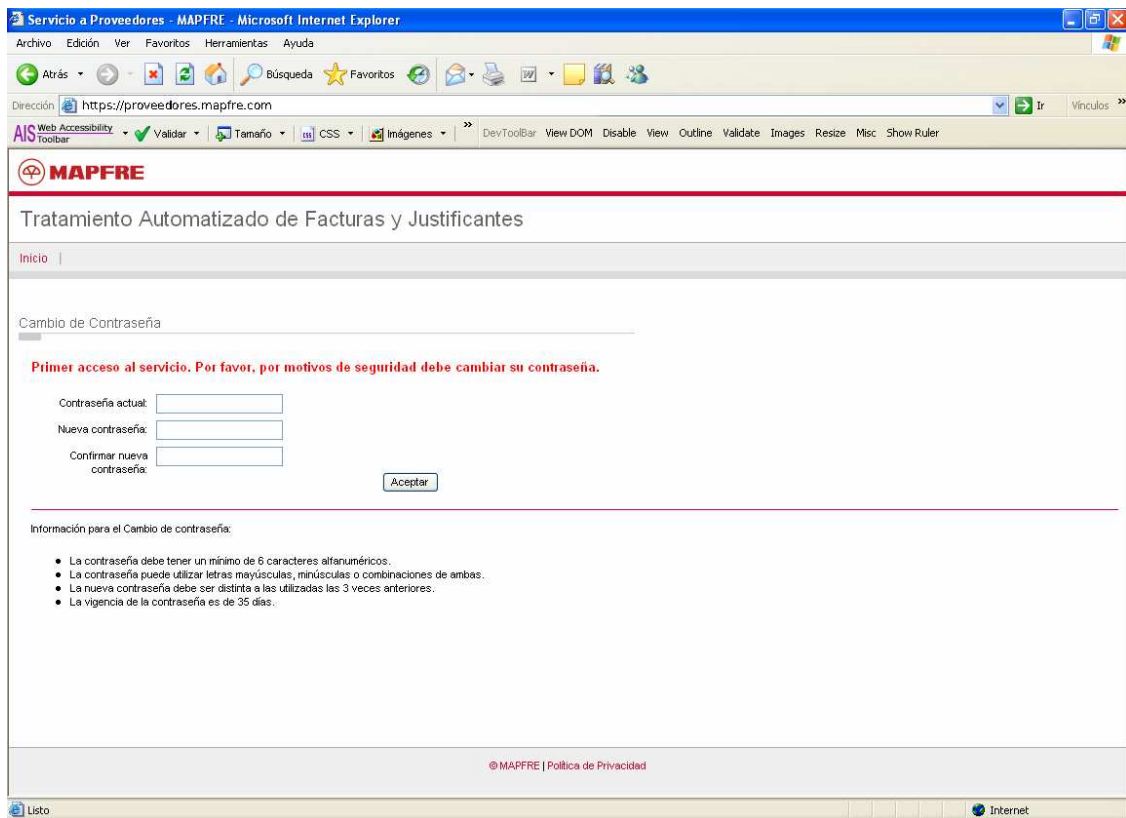 Servicio a Proveedores - MAPFRE - Microsoft Internet Explorer
Archivo Edición Ver Favoritos Herramientas Ayuda
Atrás Búsqueda Favoritos
Dirección https://proveedores.mapfre.com Ir Vínculos »
AIS Web Accessibility Toolbar Validar Tamaño CSS Imágenes » DevToolBar View DOM Disable View Outline Validate Images Resize Misc Show Ruler
MAPFRE
Tratamiento Automatizado de Facturas y Justificantes
Inicio |
Cambio de Contraseña
Primer acceso al servicio. Por favor, por motivos de seguridad debe cambiar su contraseña.
Contraseña actual:
Nueva contraseña:
Confirmar nueva
contraseña:
Aceptar
Información para el Cambio de contraseña:
• La contraseña debe tener un mínimo de 6 caracteres alfanuméricos.
• La contraseña puede utilizar letras mayúsculas, minúsculas o combinaciones de ambas.
• La nueva contraseña debe ser distinta a las utilizadas las 3 veces anteriores.
• La vigencia de la contraseña es de 35 días.
© MAPFRE | Política de Privacidad
Listo Internet